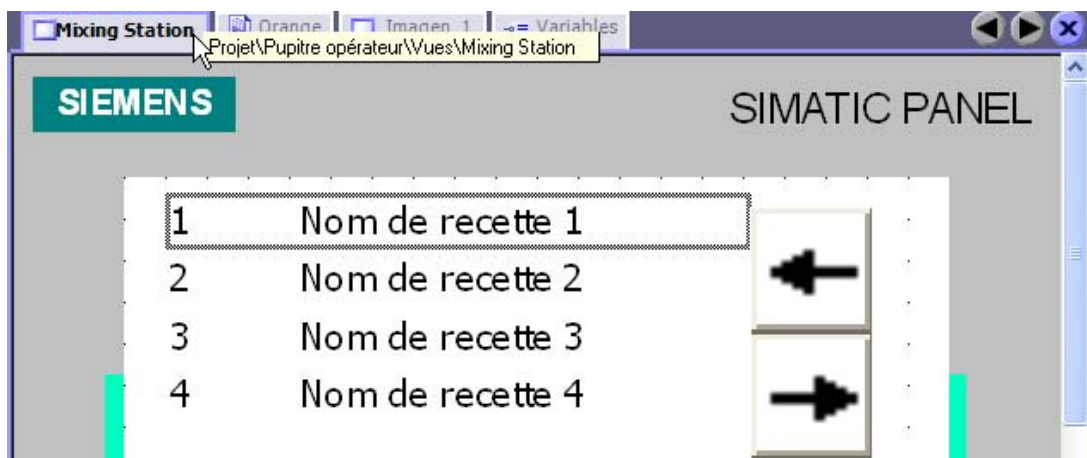 Mixing Station Orange Imagen_1 Variables
Projet\Pupitre opérateur\Vues\Mixing Station
SIEMENS SIMATIC PANEL
1 Nom de recette 1
2 Nom de recette 2
3 Nom de recette 3
4 Nom de recette 4